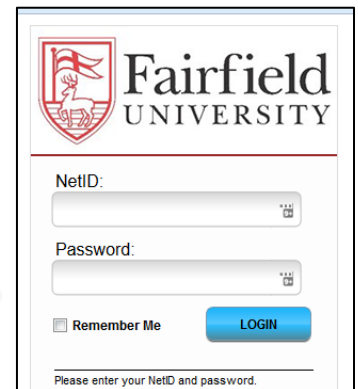 Fairfield
UNIVERSITY
NetID:
Password:
Remember Me
LOGIN
Please enter your NetID and password.